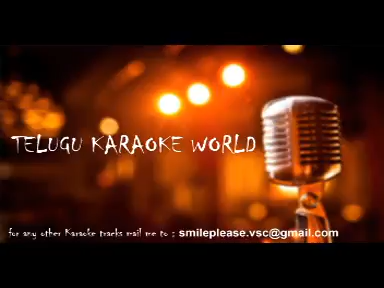 TELUGU KARAOKE WORLD
for any other Karaoke tracks mail me to : smileplease.vsc@gmail.com